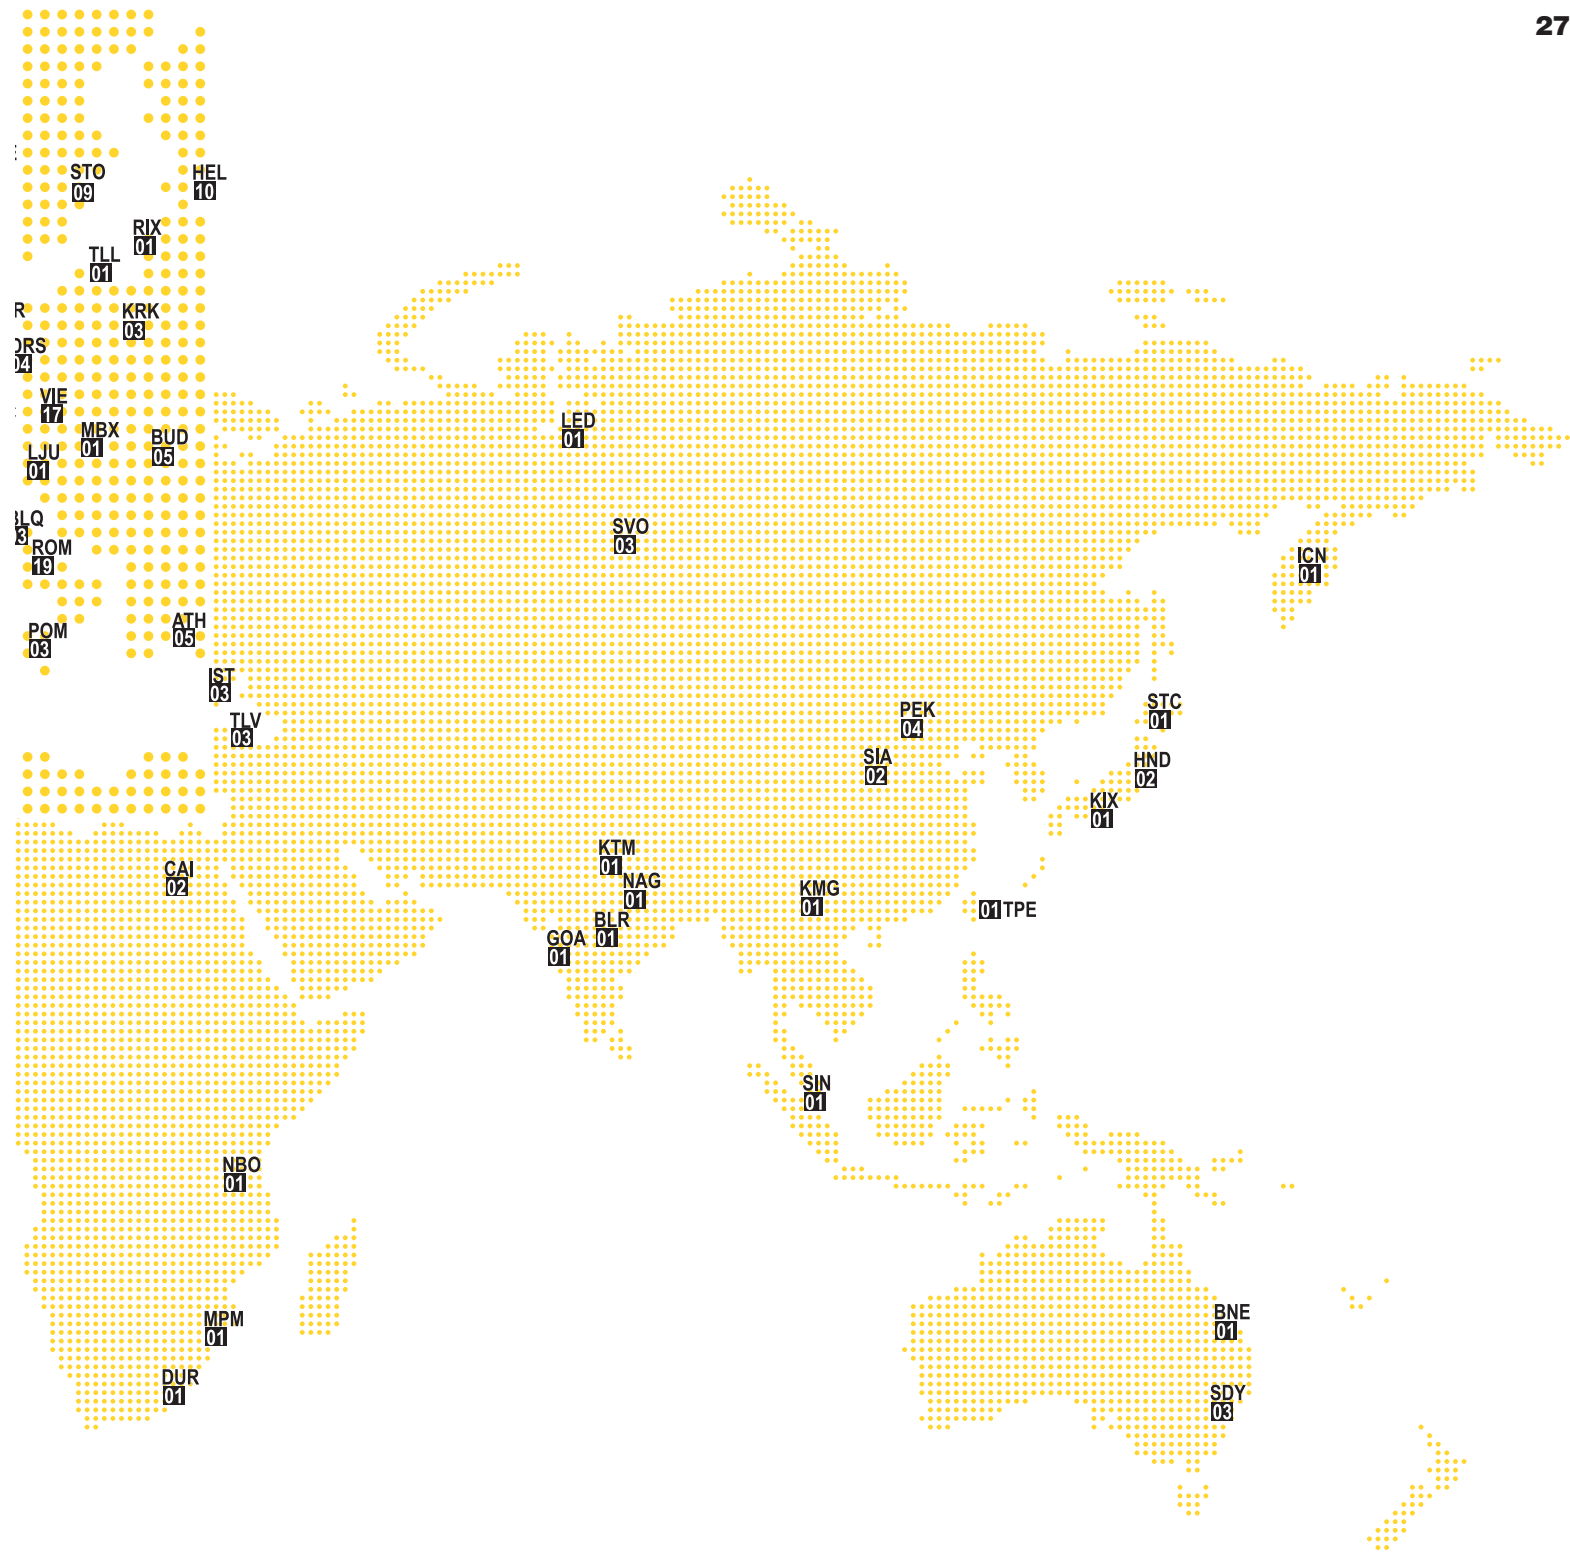 27
STO
09
HEL
10
RIX
01
TLL
01
KRK
03
VIE
17
MBX
01
BUD
05
LJU
01
LED
01
ROM
19
SVO
03
ICN
01
POM
03
ATH
05
IST
03
TLV
03
PEK
04
STC
01
SIA
02
HND
02
KIX
01
CAI
02
KTM
01
NAG
01
KMG
01
01 TPE
BLR
01
GOA
01
SIN
01
NBO
01
MPM
01
DUR
01
BNE
01
SDY
03